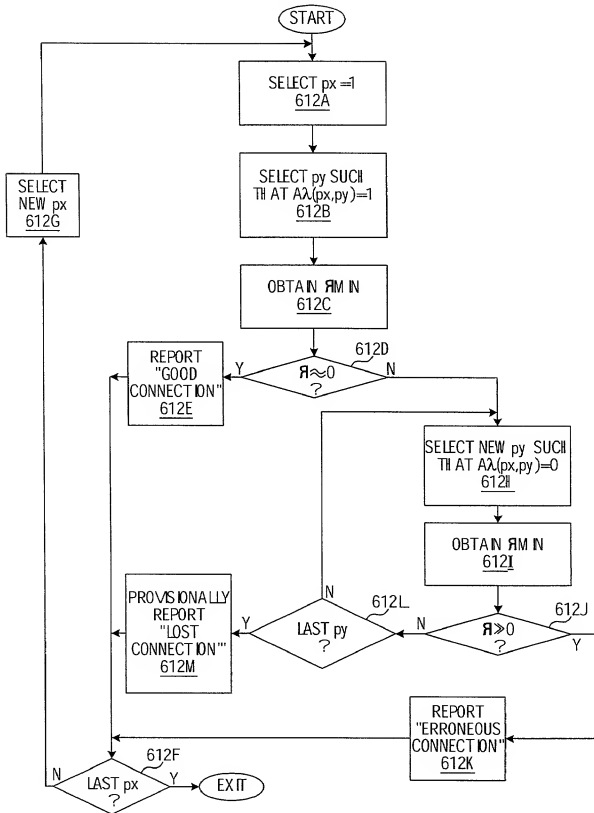 START
SELECT px=1
612A
SELECT py SUCH
THAT Aλ(px,py)=1
612B
SELECT
NEW px
612G
OBTAIN ЯMIN
612C
612D
REPORT
"GOOD
CONNECTION"
612E
Y
Я≈0
?
N
SELECT NEW py SUCH
THAT Aλ(px,py)=0
612H
OBTAIN ЯMIN
612I
PROVISIONALLY
REPORT
"LOST
CONNECTION"'
612M
N
612L
Y
LAST py
?
N
612J
Я≫0
?
Y
REPORT
"ERRONEOUS
CONNECTION"
612K
612F
N
LAST px
?
Y
EXIT